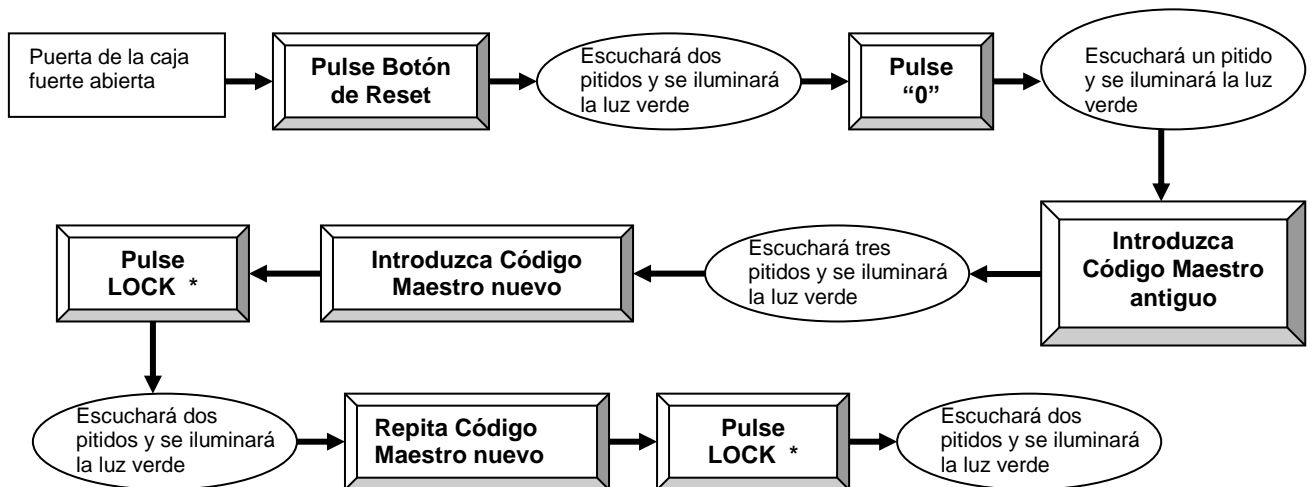 Puerta de la caja
fuerte abierta
Pulse Botón
de Reset
Escuchará dos
pitidos y se iluminará
la luz verde
Pulse
“0”
Escuchará un pitido
y se iluminará la luz
verde
Introduzca
Código Maestro
antiguo
Escuchará tres
pitidos y se iluminará
la luz verde
Introduzca Código
Maestro nuevo
Pulse
LOCK *
Escuchará dos
pitidos y se iluminará
la luz verde
Repita Código
Maestro nuevo
Pulse
LOCK *
Escuchará dos
pitidos y se iluminará
la luz verde